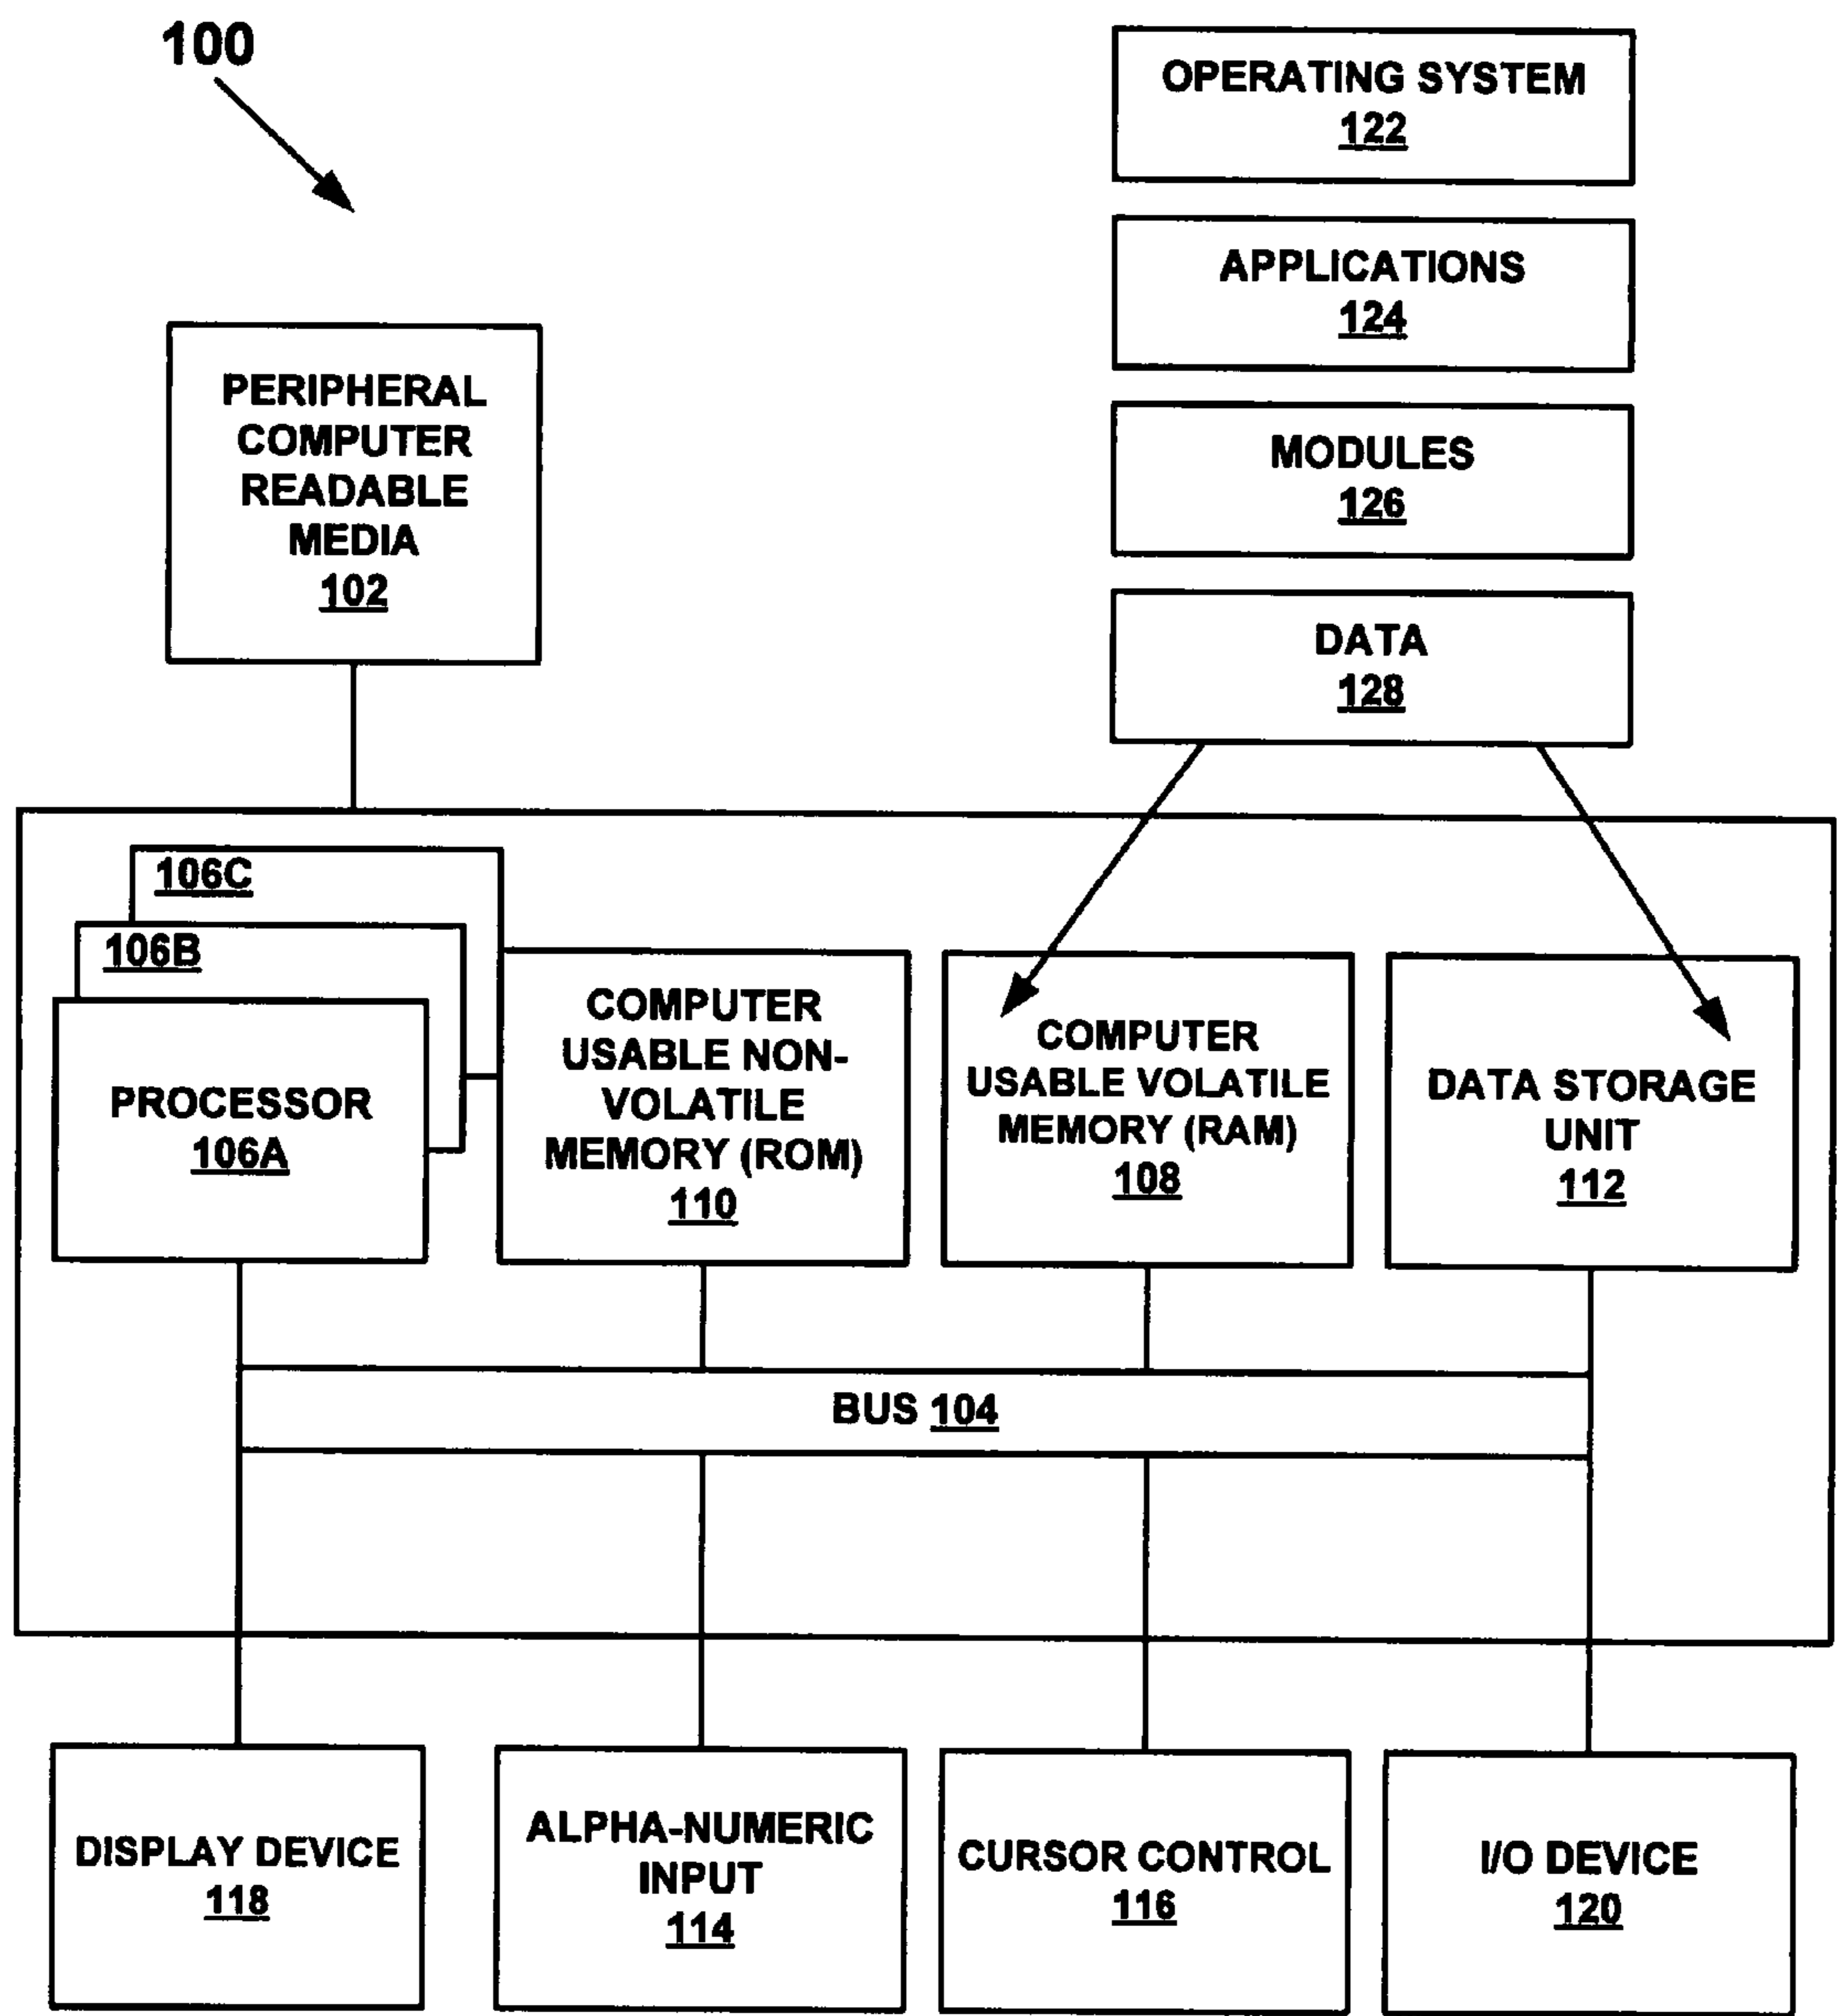 100
OPERATING SYSTEM
122
APPLICATIONS
124
PERIPHERAL
COMPUTER
READABLE
MEDIA
102
MODULES
126
DATA
128
106C
106B
PROCESSOR
106A
COMPUTER
USABLE NON-
VOLATILE
MEMORY (ROM)
110
COMPUTER
USABLE VOLATILE
MEMORY (RAM)
108
DATA STORAGE
UNIT
112
BUS 104
DISPLAY DEVICE
118
ALPHA-NUMERIC
INPUT
114
CURSOR CONTROL
116
I/O DEVICE
120